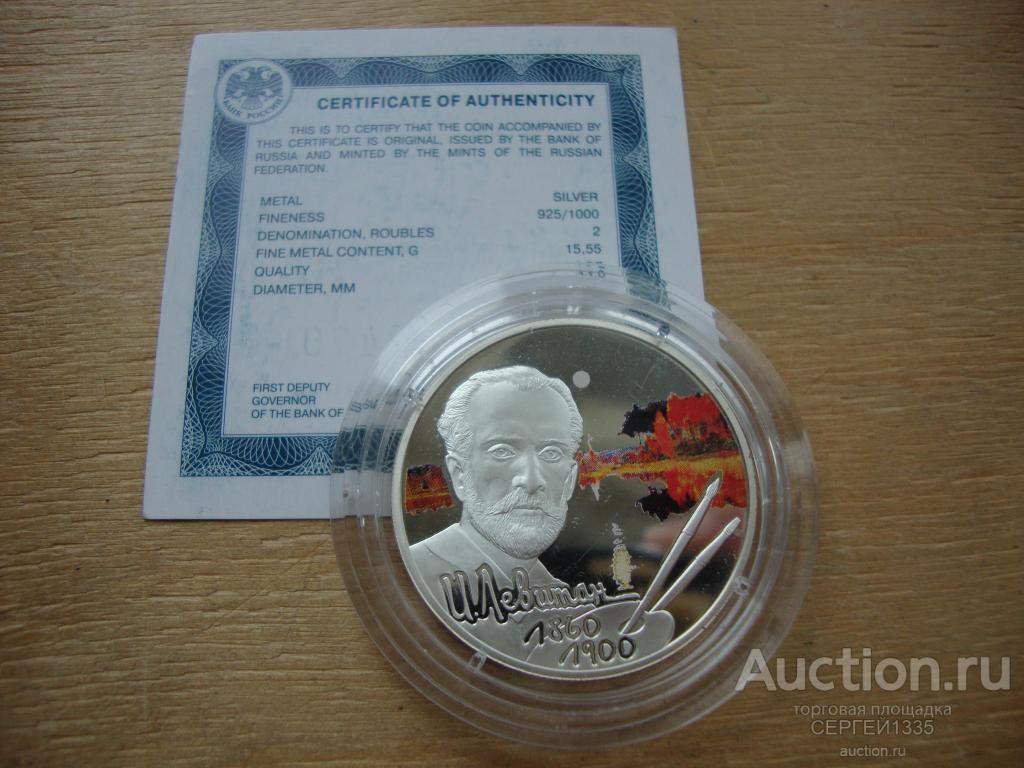 БАНК РОССИИ
CERTIFICATE OF AUTHENTICITY
THIS IS TO CERTIFY THAT THE COIN ACCOMPANIED BY
THIS CERTIFICATE IS ORIGINAL, ISSUED BY THE BANK OF
RUSSIA AND MINTED BY THE MINTS OF THE RUSSIAN
FEDERATION.
METAL SILVER
FINENESS 925/1000
DENOMINATION, ROUBLES 2
FINE METAL CONTENT, G 15,55
QUALITY
DIAMETER, MM
FIRST DEPUTY
GOVERNOR
OF THE BANK OF
И.Левитан
1860
1900
Auction.ru
торговая площадка
СЕРГЕЙ1335
auction.ru